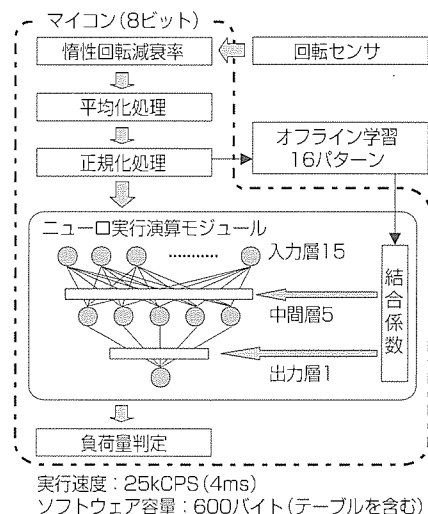 マイコン(8ビット)
惰性回転減衰率
回転センサ
平均化処理
オフライン学習
16パターン
正規化処理
ニューロ実行演算モジュール
入力層15
中間層5
出力層1
結合係数
負荷量判定
実行速度:25kCPS(4ms)
ソフトウェア容量:600バイト(テーブルを含む)